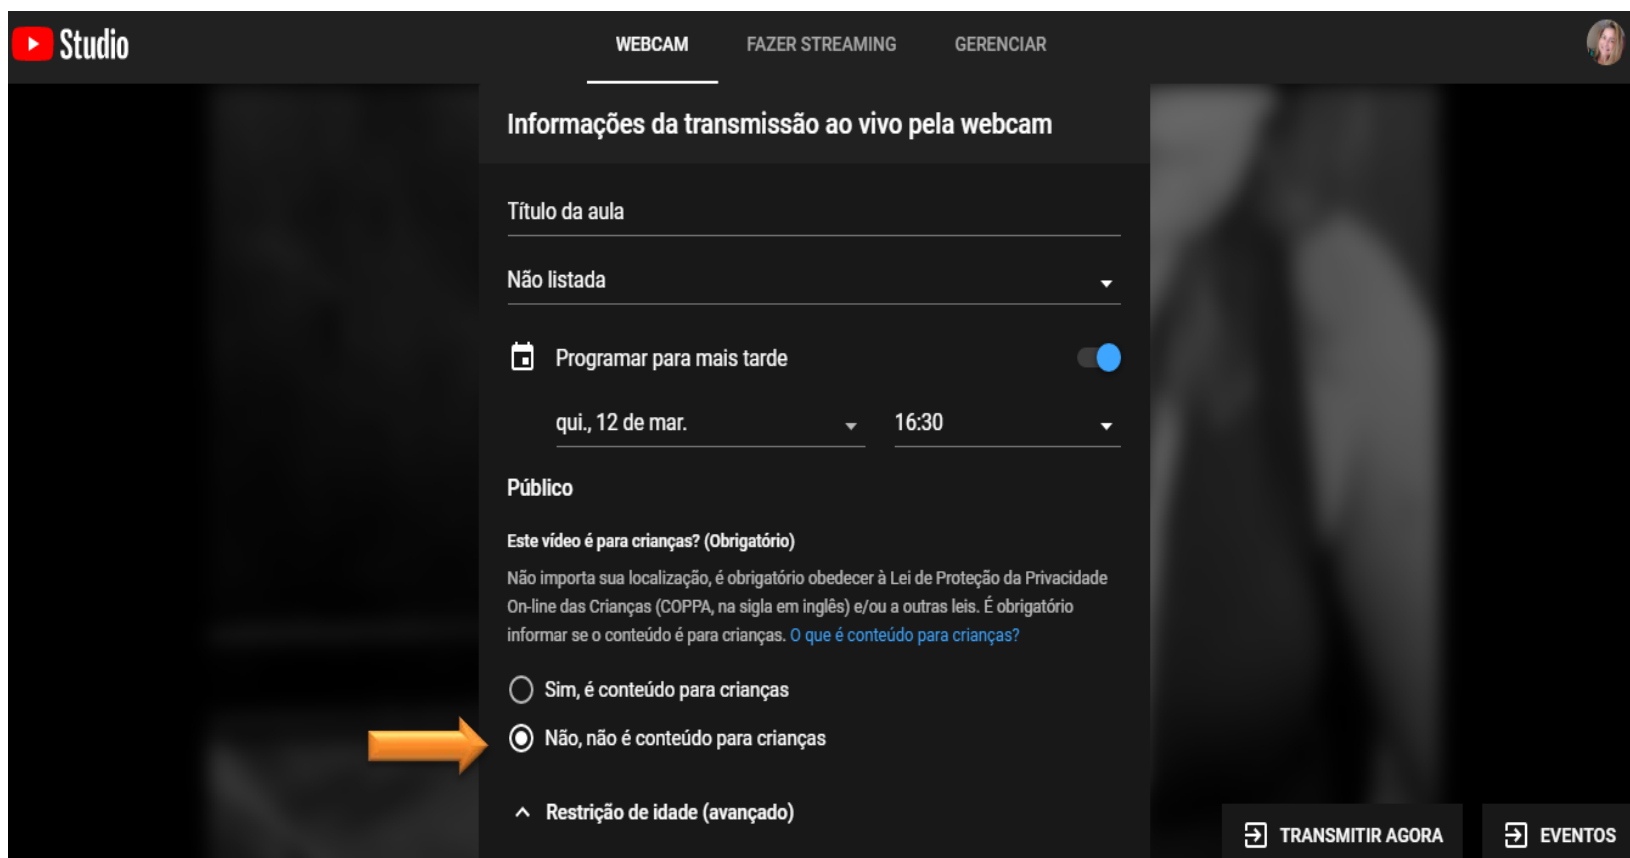 Studio
WEBCAM FAZER STREAMING GERENCIAR
Informações da transmissão ao vivo pela webcam
Título da aula
Não listada
Programar para mais tarde
qui., 12 de mar. 16:30
Público
Este vídeo é para crianças? (Obrigatório)
Não importa sua localização, é obrigatório obedecer à Lei de Proteção da Privacidade
On-line das Crianças (COPPA, na sigla em inglês) e/ou a outras leis. É obrigatório
informar se o conteúdo é para crianças. O que é conteúdo para crianças?
Sim, é conteúdo para crianças
Não, não é conteúdo para crianças
Restrição de idade (avançado)
TRANSMITIR AGORA EVENTOS